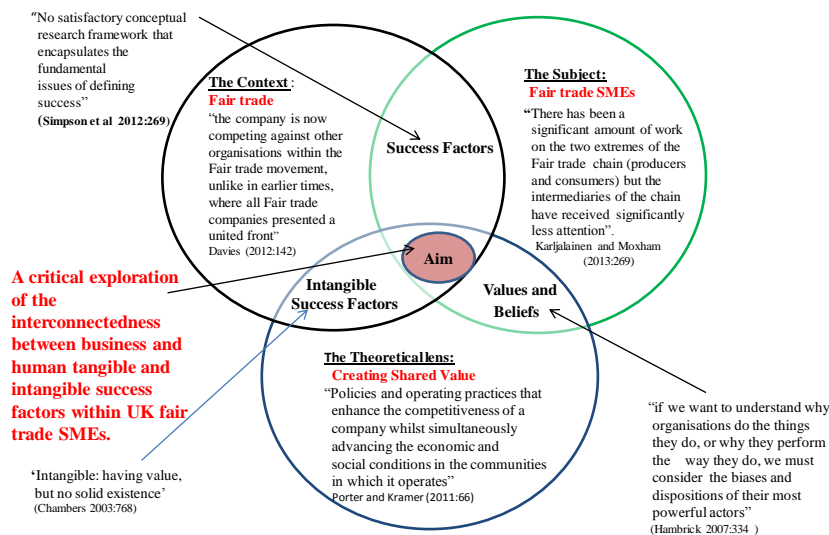 “No satisfactory conceptual
research framework that
encapsulates the
fundamental
issues of defining
success”
(Simpson et al 2012:269)
The Context :
Fair trade
“the company is now
competing against other
organisations within the
Fair trade movement,
unlike in earlier times,
where all Fair trade
companies presented a
united front”
Davies (2012:142)
Success Factors
The Subject:
Fair trade SMEs
“There has been a
significant amount of work
on the two extremes of the
Fair trade chain (producers
and consumers) but the
intermediaries of the chain
have received significantly
less attention”.
Karljalainen and Moxham
(2013:269)
Aim
Intangible
Success Factors
Values and
Beliefs
A critical exploration
of the
interconnectedness
between business and
human tangible and
intangible success
factors within UK fair
trade SMEs.
The Theoretical lens:
Creating Shared Value
“Policies and operating practices that
enhance the competitiveness of a
company whilst simultaneously
advancing the economic and
social conditions in the communities
in which it operates”
Porter and Kramer (2011:66)
‘Intangible: having value,
but no solid existence’
(Chambers 2003:768)
“if we want to understand why
organisations do the things
they do, or why they perform
the way they do, we must
consider the biases and
dispositions of their most
powerful actors”
(Hambrick 2007:334 )